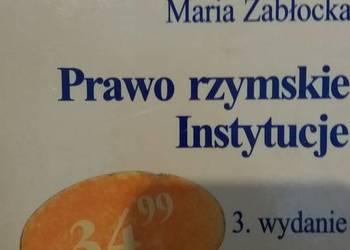 Maria Zabłocka
Prawo rzymskie
Instytucje
34 99
3. wydanie